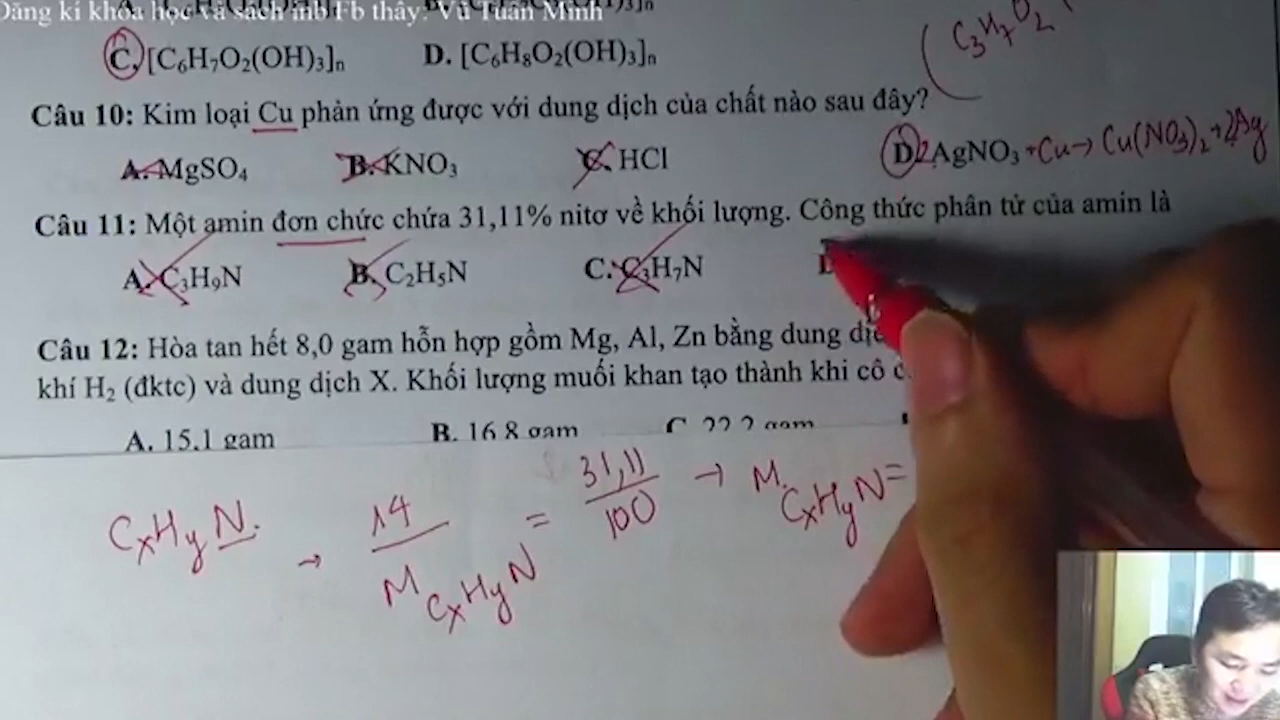 Đăng kí khóa học và sách inb Fb thầy: Vũ Tuấn Minh
C. [C₆H₇O₂(OH)₃]ₙ D. [C₆H₈O₂(OH)₃]ₙ
C₃H₇O₂
Câu 10: Kim loại Cu phản ứng được với dung dịch của chất nào sau đây?
A. MgSO₄ B. KNO₃ C. HCl D. 2AgNO₃ + Cu → Cu(NO₃)₂ + 2Ag
Câu 11: Một amin đơn chức chứa 31,11% nitơ về khối lượng. Công thức phân tử của amin là
A. C₃H₉N B. C₂H₅N C. C₃H₇N
Câu 12: Hòa tan hết 8,0 gam hỗn hợp gồm Mg, Al, Zn bằng dung
khí H₂ (đktc) và dung dịch X. Khối lượng muối khan tạo thành khi cô
A. 15,1 gam B. 16,8 gam C. 22,2 gam
CxHyN → 14/M CxHyN = 31,11/100 → M CxHyN =